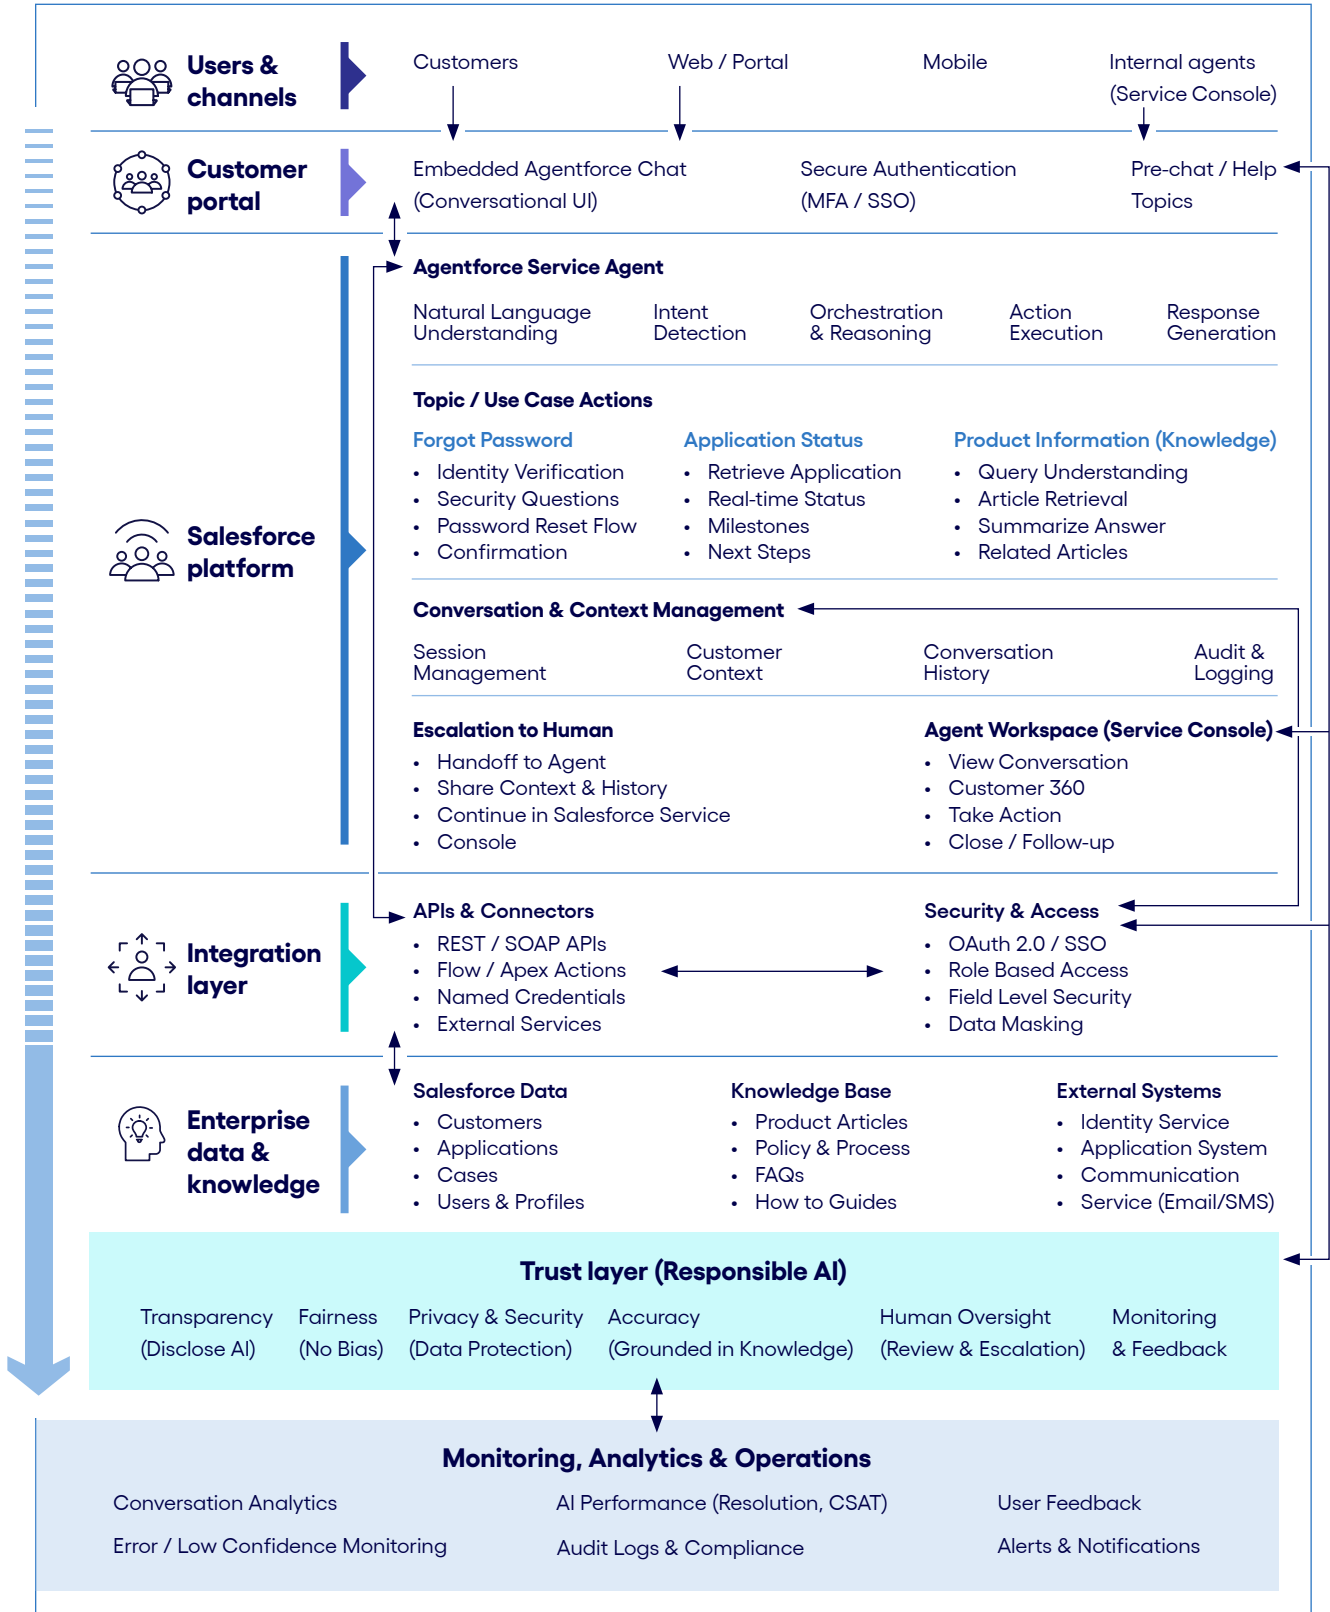 Users &
channels
Customers
Web / Portal
Mobile
Internal agents
(Service Console)
Customer
portal
Embedded Agentforce Chat
(Conversational UI)
Secure Authentication
(MFA / SSO)
Pre-chat / Help
Topics
Salesforce
platform
Agentforce Service Agent
Natural Language
Understanding
Intent
Detection
Orchestration
& Reasoning
Action
Execution
Response
Generation
Topic / Use Case Actions
Forgot Password
• Identity Verification
• Security Questions
• Password Reset Flow
• Confirmation
Application Status
• Retrieve Application
• Real-time Status
• Milestones
• Next Steps
Product Information (Knowledge)
• Query Understanding
• Article Retrieval
• Summarize Answer
• Related Articles
Conversation & Context Management
Session
Management
Customer
Context
Conversation
History
Audit &
Logging
Escalation to Human
• Handoff to Agent
• Share Context & History
• Continue in Salesforce Service
• Console
Agent Workspace (Service Console)
• View Conversation
• Customer 360
• Take Action
• Close / Follow-up
Integration
layer
APIs & Connectors
• REST / SOAP APIs
• Flow / Apex Actions
• Named Credentials
• External Services
Security & Access
• OAuth 2.0 / SSO
• Role Based Access
• Field Level Security
• Data Masking
Enterprise
data &
knowledge
Salesforce Data
• Customers
• Applications
• Cases
• Users & Profiles
Knowledge Base
• Product Articles
• Policy & Process
• FAQs
• How to Guides
External Systems
• Identity Service
• Application System
• Communication
• Service (Email/SMS)
Trust layer (Responsible AI)
Transparency
(Disclose AI)
Fairness
(No Bias)
Privacy & Security
(Data Protection)
Accuracy
(Grounded in Knowledge)
Human Oversight
(Review & Escalation)
Monitoring
& Feedback
Monitoring, Analytics & Operations
Conversation Analytics
AI Performance (Resolution, CSAT)
User Feedback
Error / Low Confidence Monitoring
Audit Logs & Compliance
Alerts & Notifications